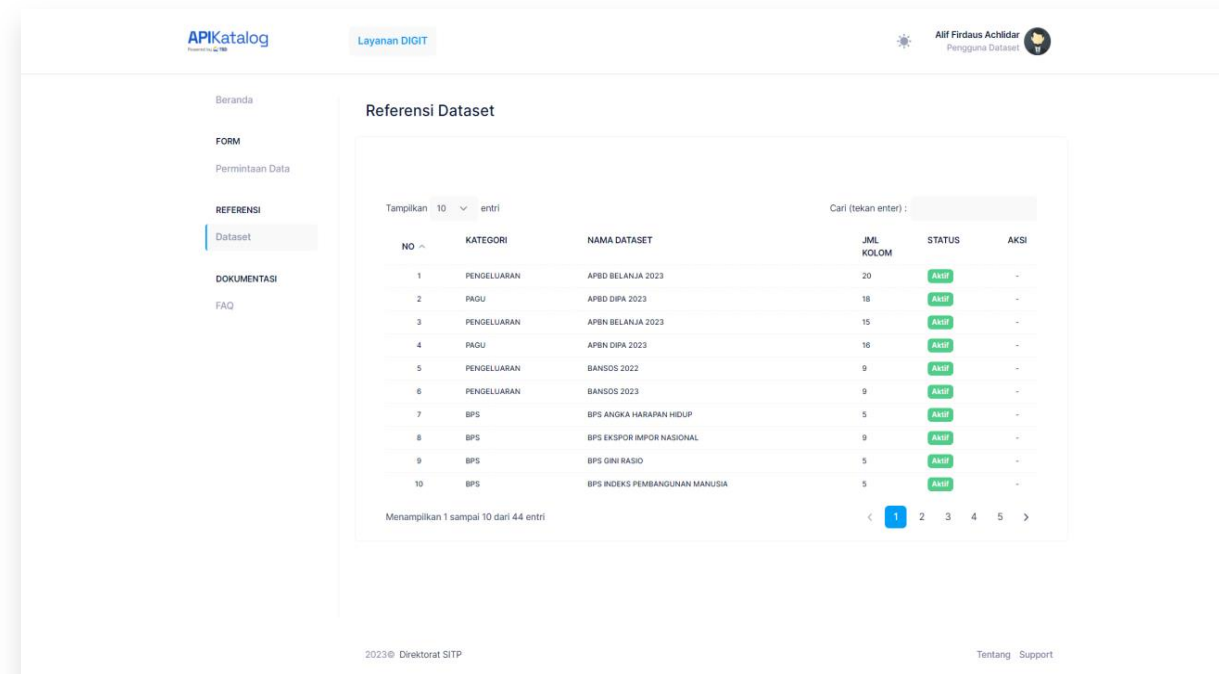 APIKatalog
Layanan DIGIT
Alif Firdaus Achlidar
Pengguna Dataset
Beranda
FORM
Permintaan Data
REFERENSI
Dataset
DOKUMENTASI
FAQ
Referensi Dataset
Tampilkan 10 entri
Cari (tekan enter) :
NO KATEGORI NAMA DATASET JML KOLOM STATUS AKSI
1 PENGELUARAN APBD BELANJA 2023 20 Aktif -
2 PAGU APBD DIPA 2023 18 Aktif -
3 PENGELUARAN APBN BELANJA 2023 15 Aktif -
4 PAGU APBN DIPA 2023 16 Aktif -
5 PENGELUARAN BANSOS 2022 9 Aktif -
6 PENGELUARAN BANSOS 2023 9 Aktif -
7 BPS BPS ANGKA HARAPAN HIDUP 5 Aktif -
8 BPS BPS EKSPOR IMPOR NASIONAL 9 Aktif -
9 BPS BPS GINI RASIO 5 Aktif -
10 BPS BPS INDEKS PEMBANGUNAN MANUSIA 5 Aktif -
Menampilkan 1 sampai 10 dari 44 entri
< 1 2 3 4 5 >
2023© Direktorat SITP
Tentang Support